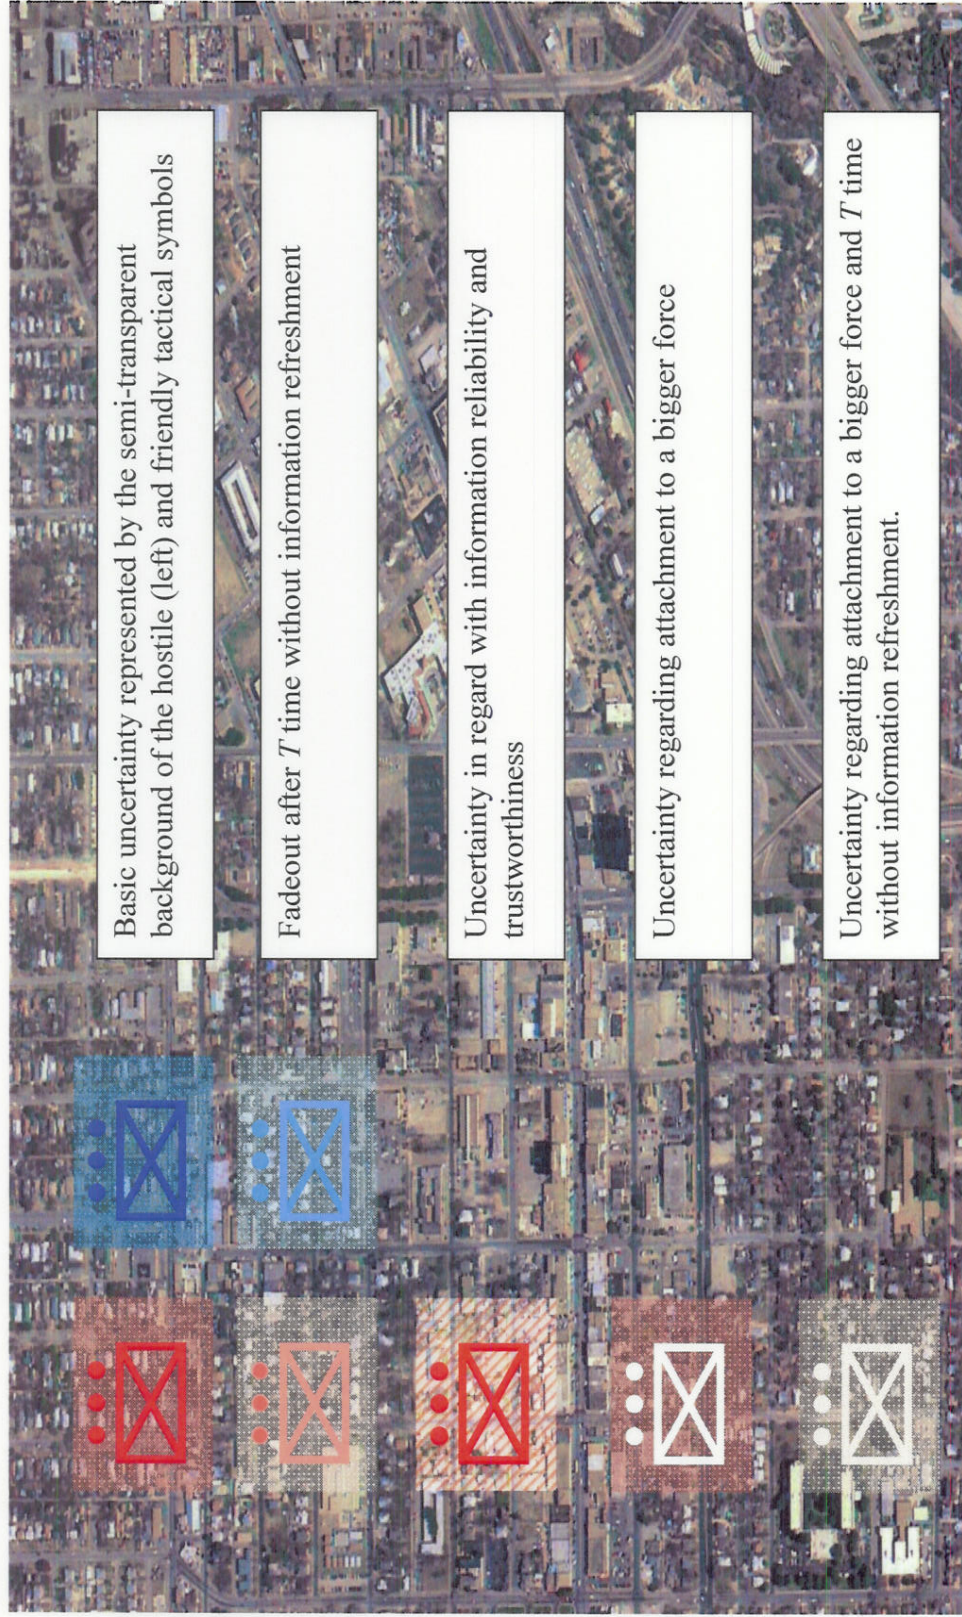 Basic uncertainty represented by the semi-transparent
background of the hostile (left) and friendly tactical symbols
Fadeout after T time without information refreshment
Uncertainty in regard with information reliability and
trustworthiness
Uncertainty regarding attachment to a bigger force
Uncertainty regarding attachment to a bigger force and T time
without information refreshment.